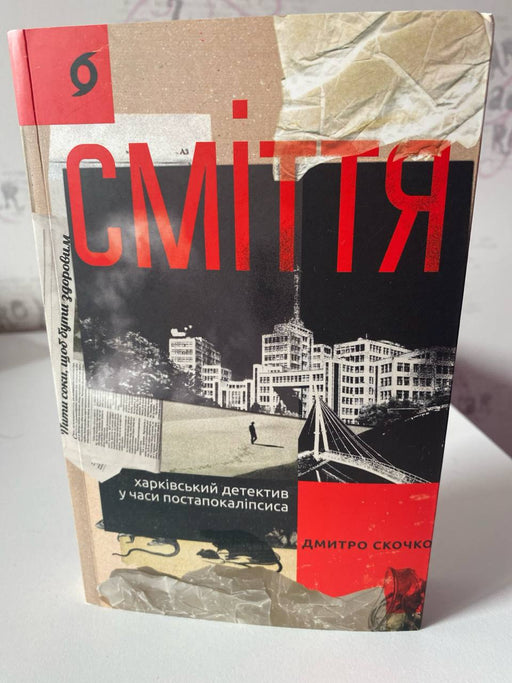 СМІТТЯ
Пити соки, щоб бути здоровим
харківський детектив
у часи постапокаліпсиса
ДМИТРО СКОЧКО